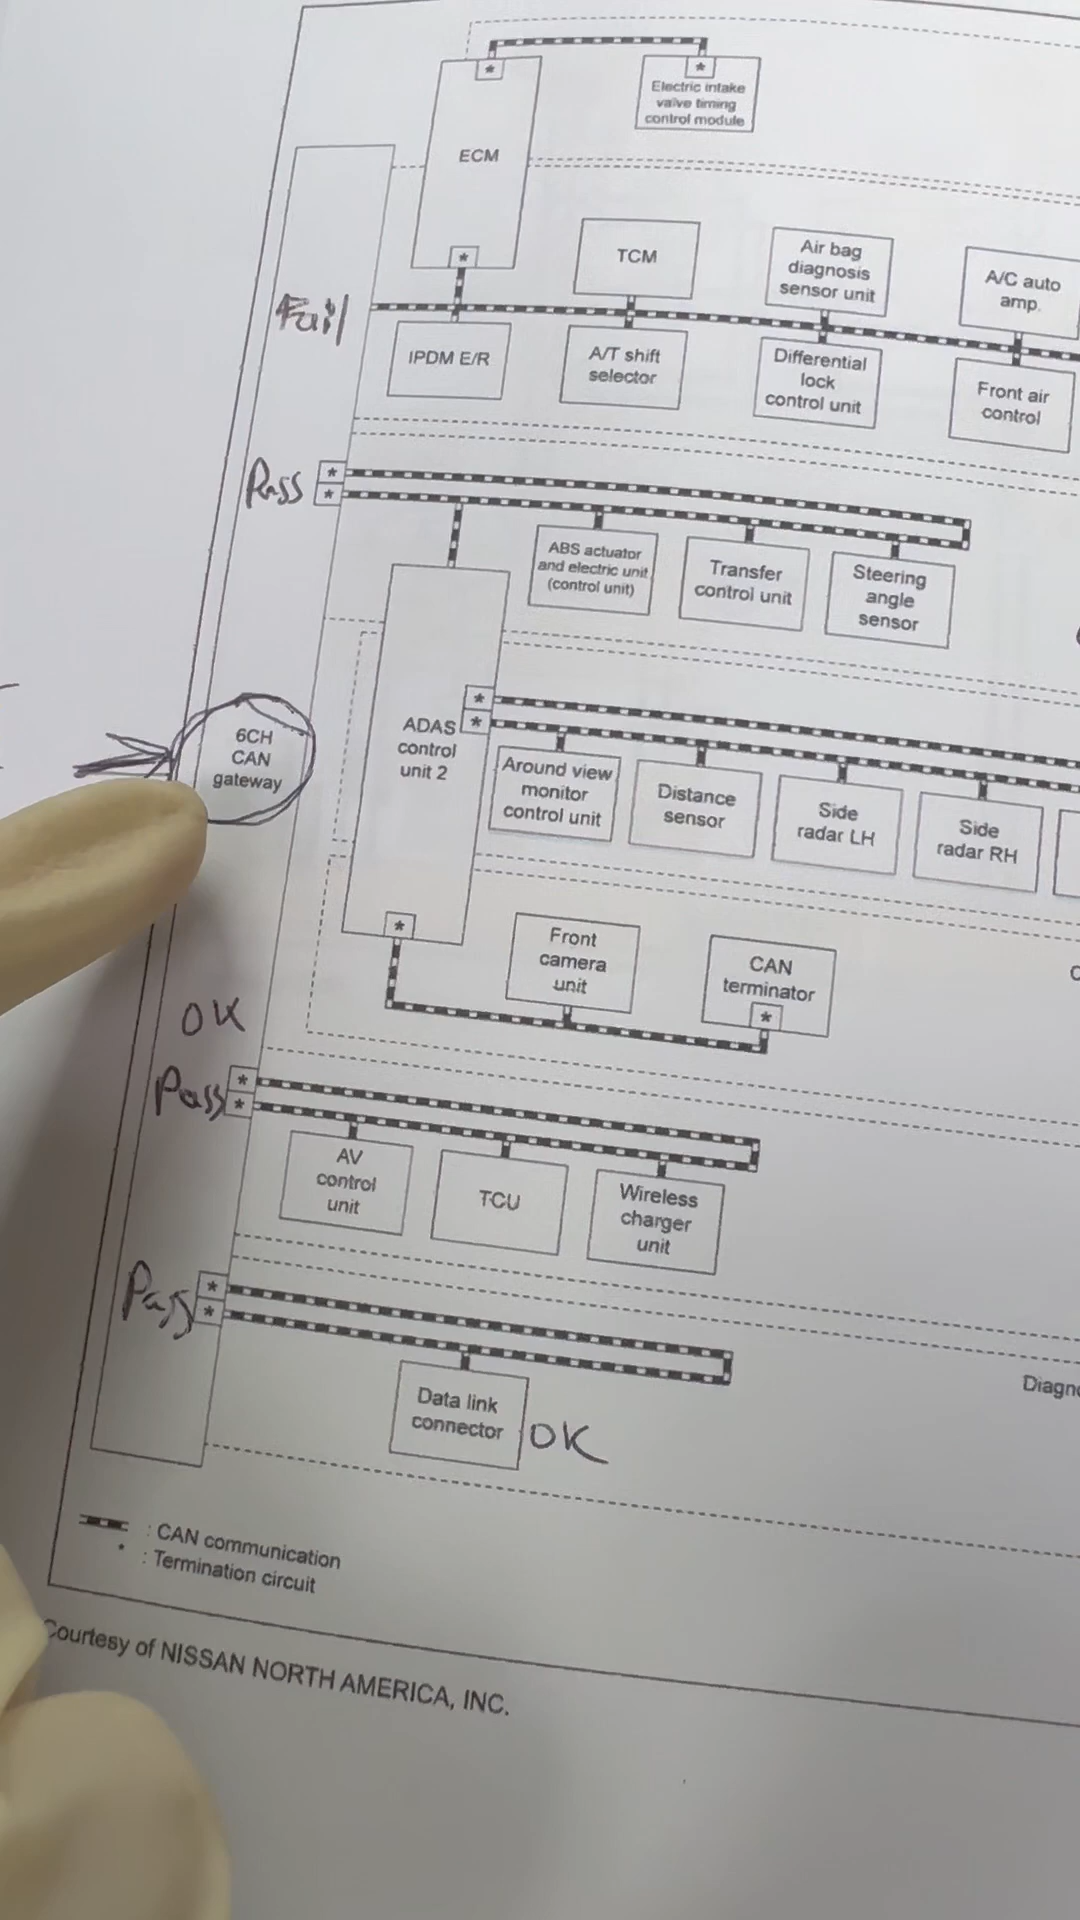 Electric intake
valve timing
control module
ECM
TCM
Air bag
diagnosis
sensor unit
A/C auto
amp.
Fail
IPDM E/R
A/T shift
selector
Differential
lock
control unit
Front air
control
Pass
*
*
*
*
*
*
ABS actuator
and electric unit
(control unit)
Transfer
control unit
Steering
angle
sensor
6CH
CAN
gateway
ADAS
control
unit 2
*
*
Around view
monitor
control unit
Distance
sensor
Side
radar LH
Side
radar RH
*
Front
camera
unit
CAN
terminator
*
OK
Pass
*
*
AV
control
unit
TCU
Wireless
charger
unit
Pass
*
*
Data link
connector
OK
Diagn
: CAN communication
* : Termination circuit
Courtesy of NISSAN NORTH AMERICA, INC.